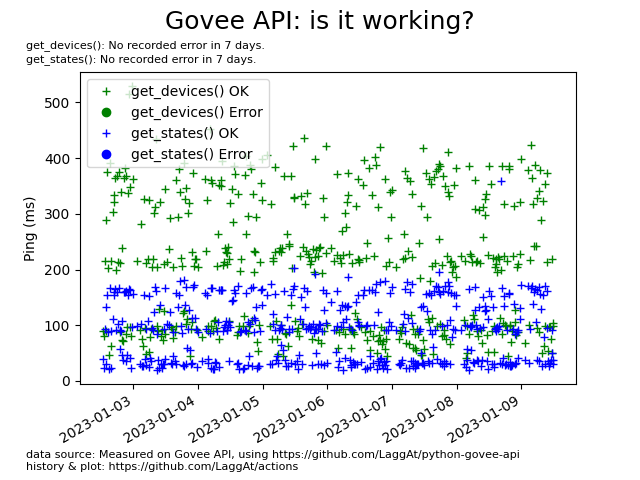 Govee API: is it working?
get_devices(): No recorded error in 7 days.
get_states(): No recorded error in 7 days.
get_devices() OK
get_devices() Error
get_states() OK
get_states() Error
Ping (ms)
500
400
300
200
100
0
2023-01-03
2023-01-04
2023-01-05
2023-01-06
2023-01-07
2023-01-08
2023-01-09
data source: Measured on Govee API, using https://github.com/LaggAt/python-govee-api
history & plot: https://github.com/LaggAt/actions